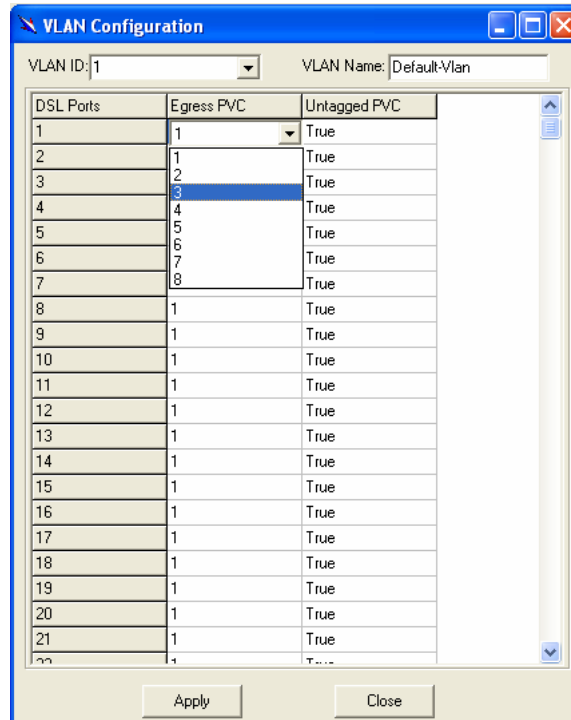 VLAN Configuration
VLAN ID: 1 VLAN Name: Default-Vlan
DSL Ports Egress PVC Untagged PVC
1 1 True
2 1 True
3 2 True
3
4 4 True
5 5 True
6 6 True
7 7 True
8
8 1 True
9 1 True
10 1 True
11 1 True
12 1 True
13 1 True
14 1 True
15 1 True
16 1 True
17 1 True
18 1 True
19 1 True
20 1 True
21 1 True
Apply Close